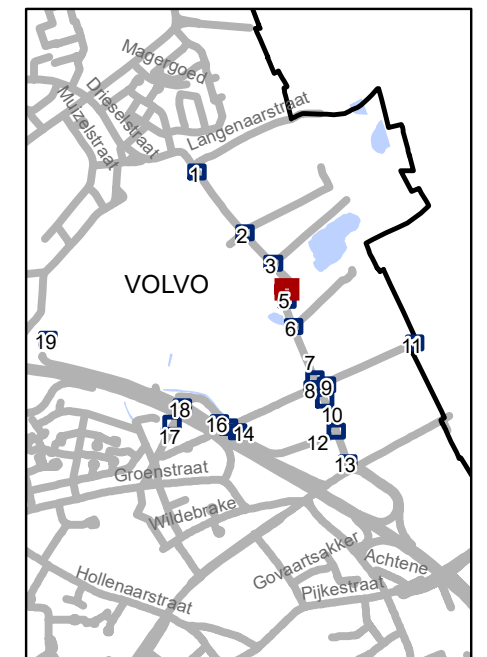 Magergoed
Drieselstraat
Muizelstraat
Langenaarstraat
1
2
3
VOLVO
5
6
19
11
7
8
9
18
10
16
17
14
12
13
Groenstraat
Wildebrake
Govaartsakker
Achtene
Hollenaarstraat
Pijkestraat